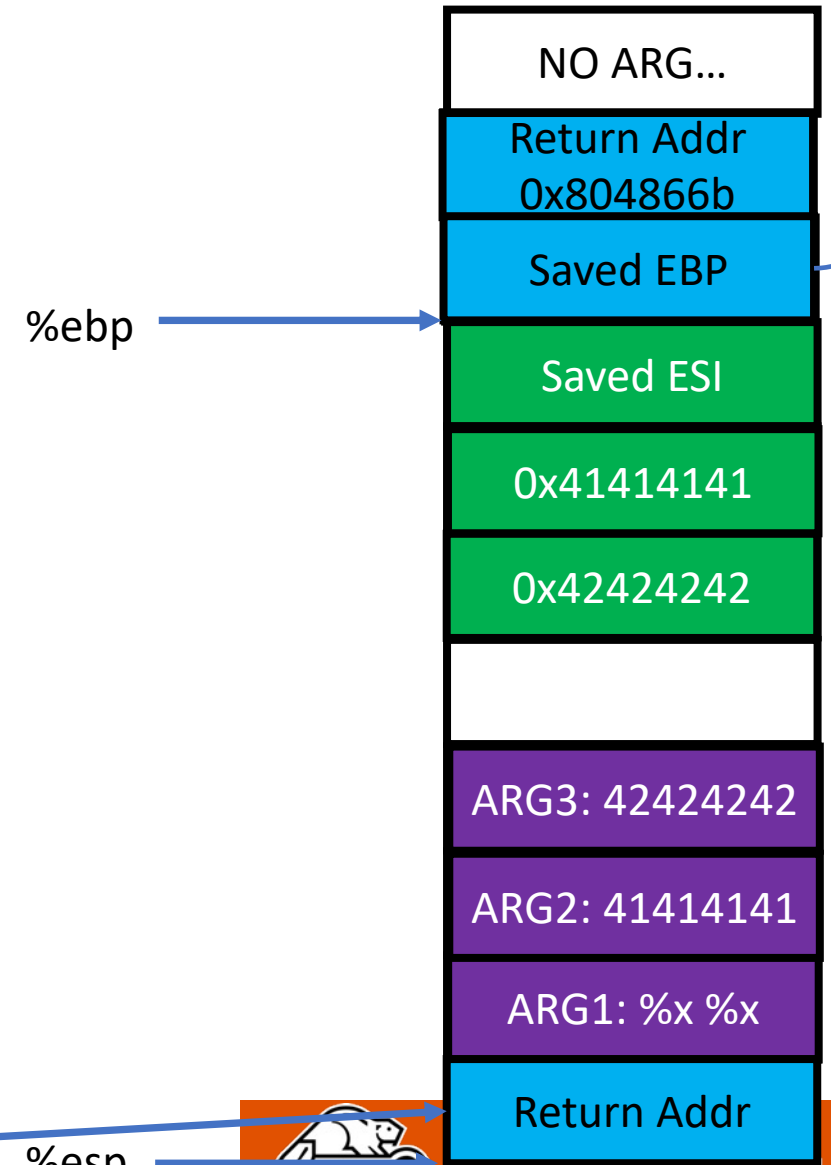 NO ARG…
Return Addr
0x804866b
Saved EBP
%ebp
Saved ESI
0x41414141
0x42424242
ARG3: 42424242
ARG2: 41414141
ARG1: %x %x
Return Addr
%esp